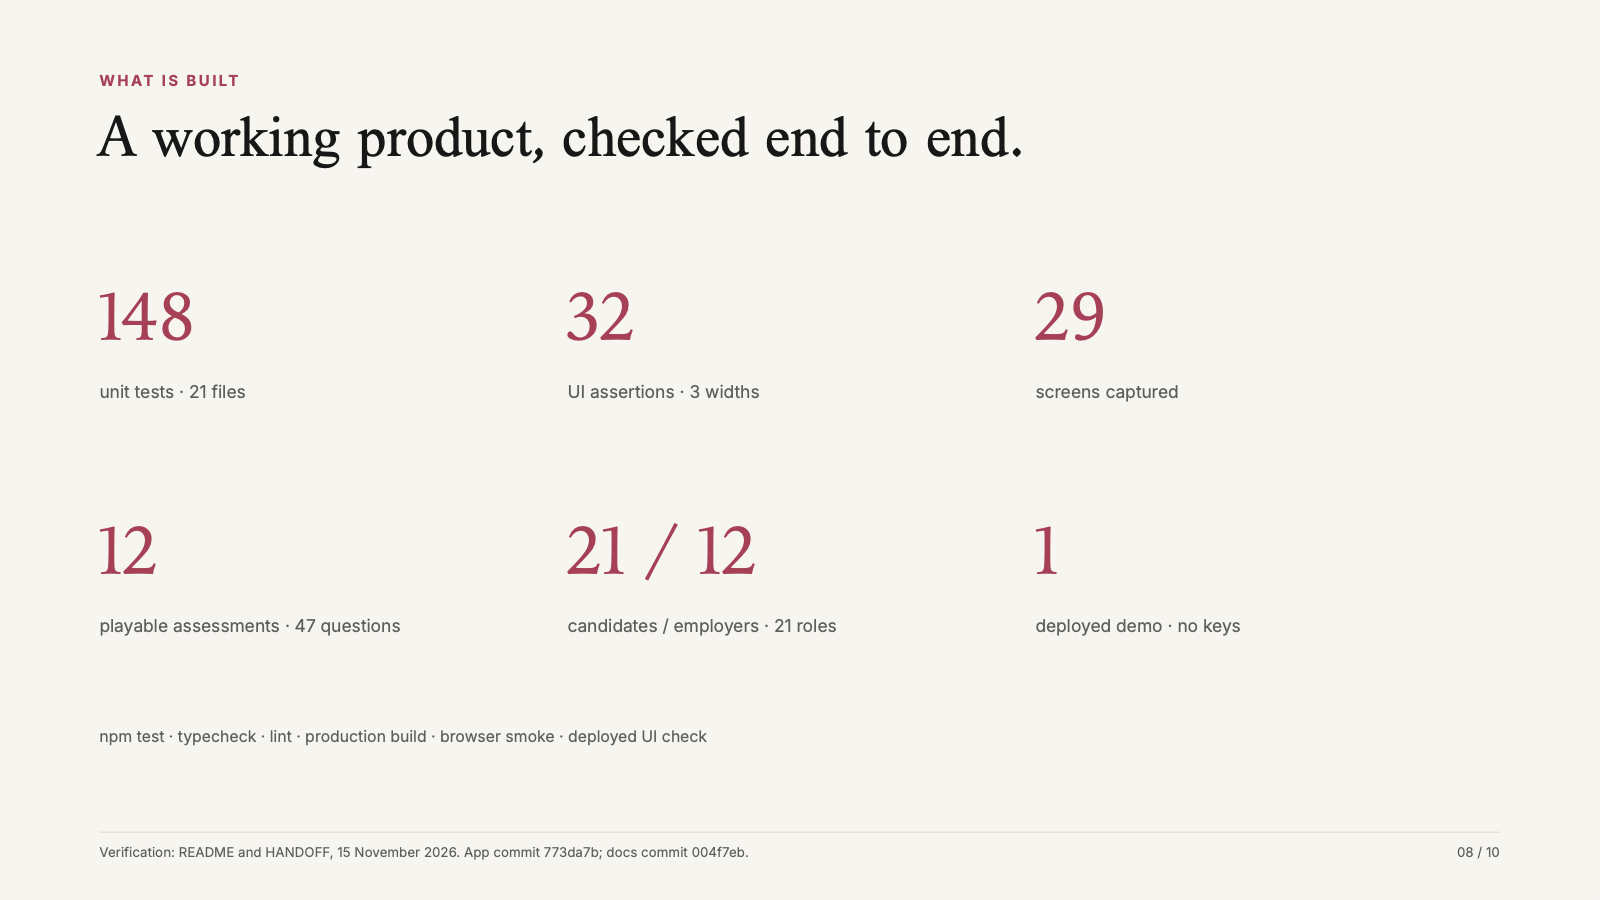 WHAT IS BUILT
A working product, checked end to end.
148
unit tests · 21 files
32
UI assertions · 3 widths
29
screens captured
12
playable assessments · 47 questions
21 / 12
candidates / employers · 21 roles
1
deployed demo · no keys
npm test · typecheck · lint · production build · browser smoke · deployed UI check
Verification: README and HANDOFF, 15 November 2026. App commit 773da7b; docs commit 004f7eb.
08 / 10